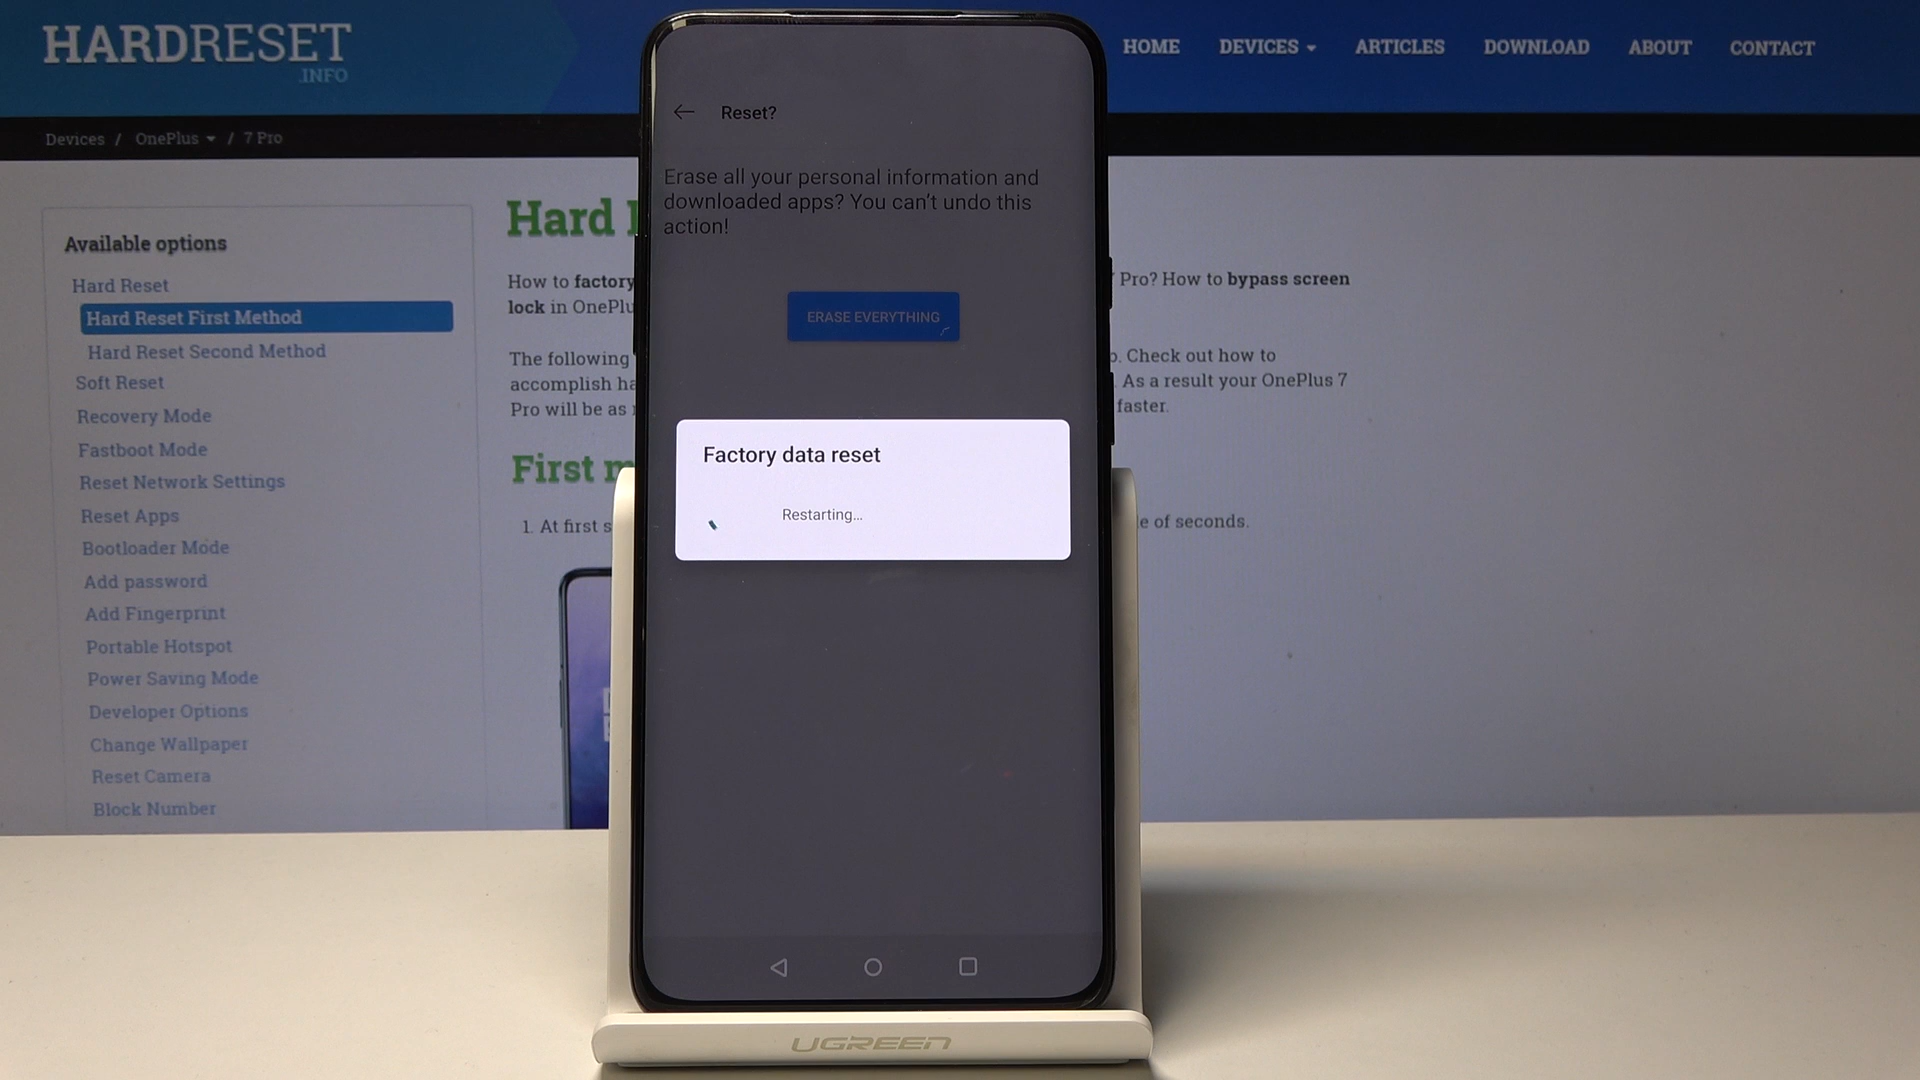 HARDRESET
.INFO
HOME DEVICES ARTICLES DOWNLOAD ABOUT CONTACT
Devices / OnePlus / 7 Pro
Available options
Hard Reset
Hard Reset First Method
Hard Reset Second Method
Soft Reset
Recovery Mode
Fastboot Mode
Reset Network Settings
Reset Apps
Bootloader Mode
Add password
Add Fingerprint
Portable Hotspot
Power Saving Mode
Developer Options
Change Wallpaper
Reset Camera
Block Number
Hard
How to factory
lock in OnePlu
The following
accomplish ha
Pro will be as
First m
1. At first s
Reset?
Erase all your personal information and
downloaded apps? You can't undo this
action!
ERASE EVERYTHING
Factory data reset
Restarting...
Pro? How to bypass screen
. Check out how to
. As a result your OnePlus 7
faster.
le of seconds.
UGREEN